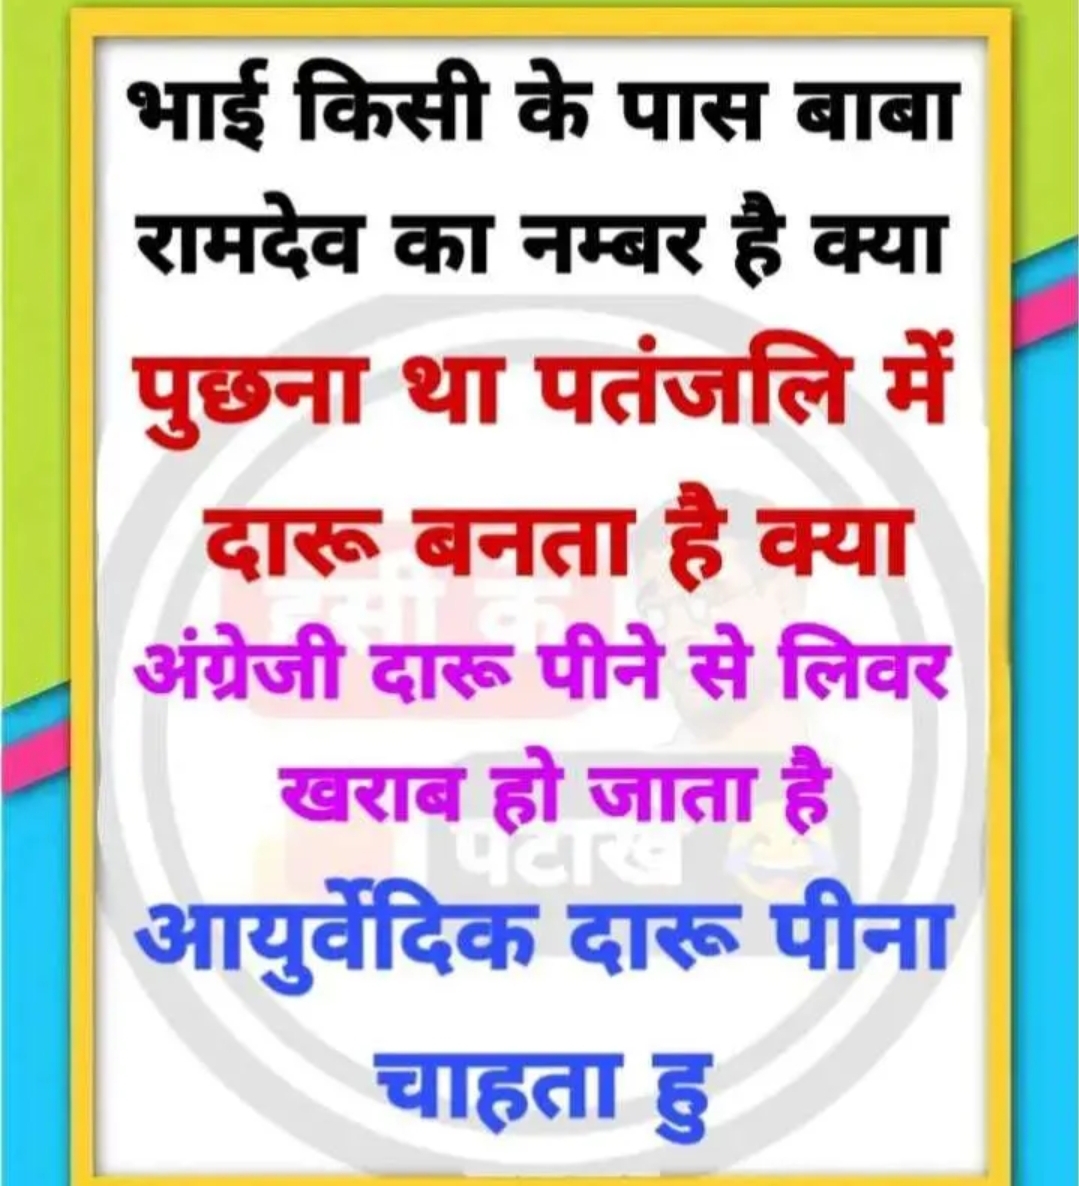 भाई किसी के पास बाबा
रामदेव का नम्बर है क्या
पुछना था पतंजलि में
दारू बनता है क्या
अंग्रेजी दारू पीने से लिवर
खराब हो जाता है
आयुर्वेदिक दारू पीना
चाहता हु